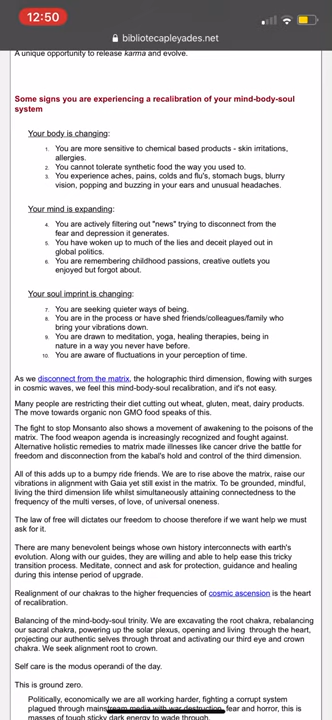 12:50
bibliotecapleyades.net
A unique opportunity to release karma and evolve.
Some signs you are experiencing a recalibration of your mind-body-soul
system
Your body is changing:
1. You are more sensitive to chemical based products - skin irritations,
allergies.
2. You cannot tolerate synthetic food the way you used to.
3. You experience aches, pains, colds and flu's, stomach bugs, blurry
vision, popping and buzzing in your ears and unusual headaches.
Your mind is expanding:
4. You are actively filtering out "news" trying to disconnect from the
fear and depression it generates.
5. You have woken up to much of the lies and deceit played out in
global politics.
6. You are remembering childhood passions, creative outlets you
enjoyed but forgot about.
Your soul imprint is changing:
7. You are seeking quieter ways of being.
8. You are in the process or have shed friends/colleagues/family who
bring your vibrations down.
9. You are drawn to meditation, yoga, healing therapies, being in
nature in a way you never have before.
10. You are aware of fluctuations in your perception of time.
As we disconnect from the matrix, the holographic third dimension, flowing with surges
in cosmic waves, we feel this mind-body-soul recalibration, and it's not easy.
Many people are restricting their diet cutting out wheat, gluten, meat, dairy products.
The move towards organic non GMO food speaks of this.
The fight to stop Monsanto also shows a movement of awakening to the poisons of the
matrix. The food weapon agenda is increasingly recognized and fought against.
Alternative holistic remedies to matrix made illnesses like cancer drive the battle for
freedom and disconnection from the kabal's hold and control of the third dimension.
All of this adds up to a bumpy ride friends. We are to rise above the matrix, raise our
vibrations in alignment with Gaia yet still exist in the matrix. To be grounded, mindful,
living the third dimension life whilst simultaneously attaining connectedness to the
frequency of the multi verses, of love, of universal oneness.
The law of free will dictates our freedom to choose therefore if we want help we must
ask for it.
There are many benevolent beings whose own history interconnects with earth's
evolution. Along with our guides, they are willing and able to help ease this tricky
transition process. Meditate, connect and ask for protection, guidance and healing
during this intense period of upgrade.
Realignment of our chakras to the higher frequencies of cosmic ascension is the heart
of recalibration.
Balancing of the mind-body-soul trinity. We are excavating the root chakra, rebalancing
our sacral chakra, powering up the solar plexus, opening and living through the heart,
projecting our authentic selves through throat and activating our third eye and crown
chakra. We seek alignment root to crown.
Self care is the modus operandi of the day.
This is ground zero.
Politically, economically we are all working harder, fighting a corrupt system
plagued through mainstream media with war destruction, fear and horror, this is
masses of tough sticky dark energy to wade through.